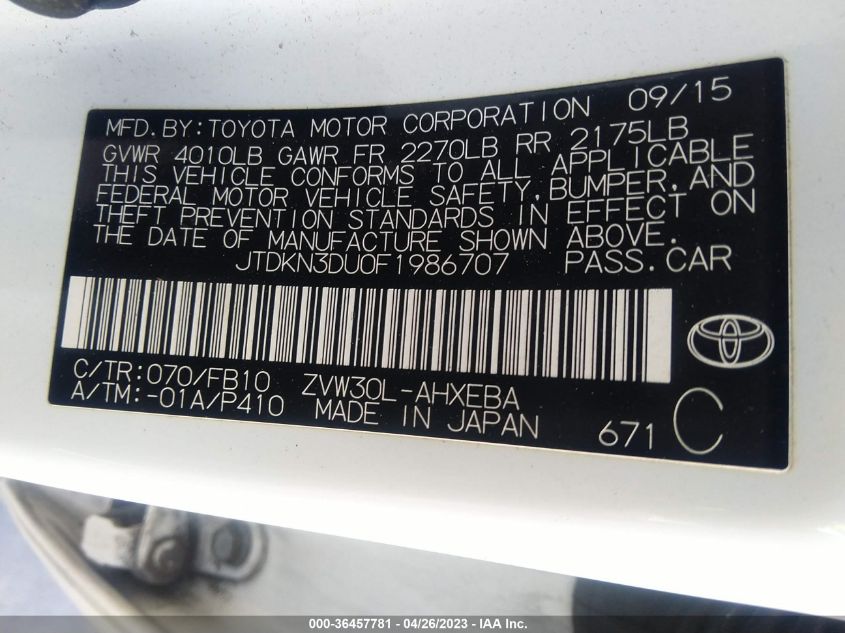 MFD. BY: TOYOTA MOTOR CORPORATION 09/15
GVWR 4010LB GAWR FR 2270LB RR 2175LB
THIS VEHICLE CONFORMS TO ALL APPLICABLE
FEDERAL MOTOR VEHICLE SAFETY, BUMPER, AND
THEFT PREVENTION STANDARDS IN EFFECT ON
THE DATE OF MANUFACTURE SHOWN ABOVE.
JTDKN3DU0F1986707 PASS. CAR
C/TR: 070/FB10 ZVW30L-AHXEBA
A/TM: -01A/P410 MADE IN JAPAN 671 C
000-36457781 - 04/26/2023 - IAA Inc.